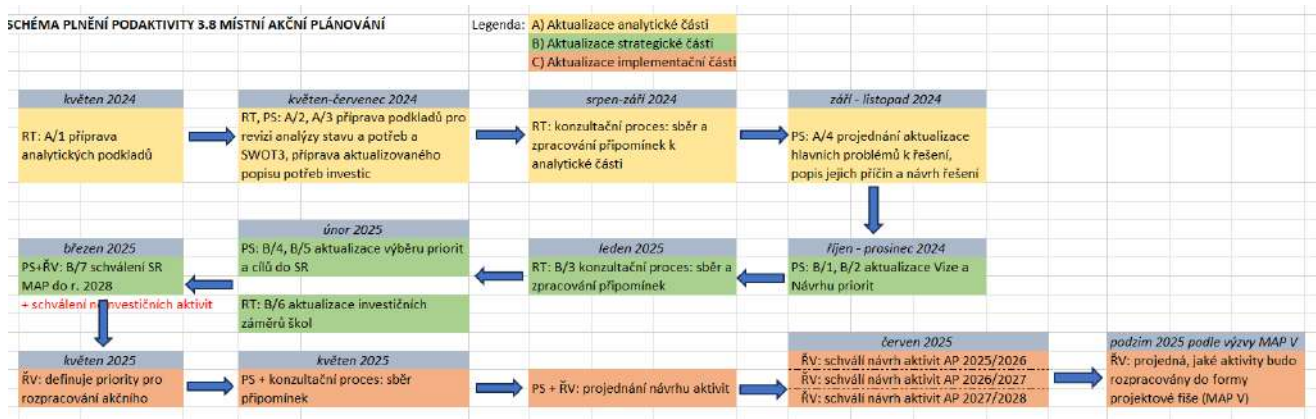 SCHÉMA PLNĚNÍ PODAKTIVITY 3.8 MÍSTNÍ AKČNÍ PLÁNOVÁNÍ
Legenda:
A) Aktualizace analytické části
B) Aktualizace strategické části
C) Aktualizace implementační části
květen 2024
RT: A/1 příprava
analytických podkladů
květen-červenec 2024
RT, PS: A/2, A/3 příprava podkladů pro
revizi analýzy stavu a potřeb a
SWOT3, příprava aktualizovaného
popisu potřeb investic
srpen-září 2024
RT: konzultační proces: sběr a
zpracování připomínek k
analytické části
září - listopad 2024
PS: A/4 projednání aktualizace
hlavních problémů k řešení,
popis jejich příčin a návrh řešení
říjen - prosinec 2024
PS: B/1, B/2 aktualizace Vize a
Návrhu priorit
leden 2025
RT: B/3 konzultační proces: sběr a
zpracování připomínek
únor 2025
PS: B/4, B/5 aktualizace výběru priorit
a cílů do SR
RT: B/6 aktualizace investičních
záměrů škol
březen 2025
PS+ŘV: B/7 schválení SR
MAP do r. 2028
+ schválení neinvestičních aktivit
květen 2025
ŘV: definuje priority pro
rozpracování akčního
květen 2025
PS + konzultační proces: sběr
připomínek
PS + ŘV: projednání návrhu aktivit
červen 2025
ŘV: schválí návrh aktivit AP 2025/2026
ŘV: schválí návrh aktivit AP 2026/2027
ŘV: schválí návrh aktivit AP 2027/2028
podzim 2025 podle výzvy MAP V
ŘV: projedná, jaké aktivity budo
rozpracovány do formy
projektové fiše (MAP V)